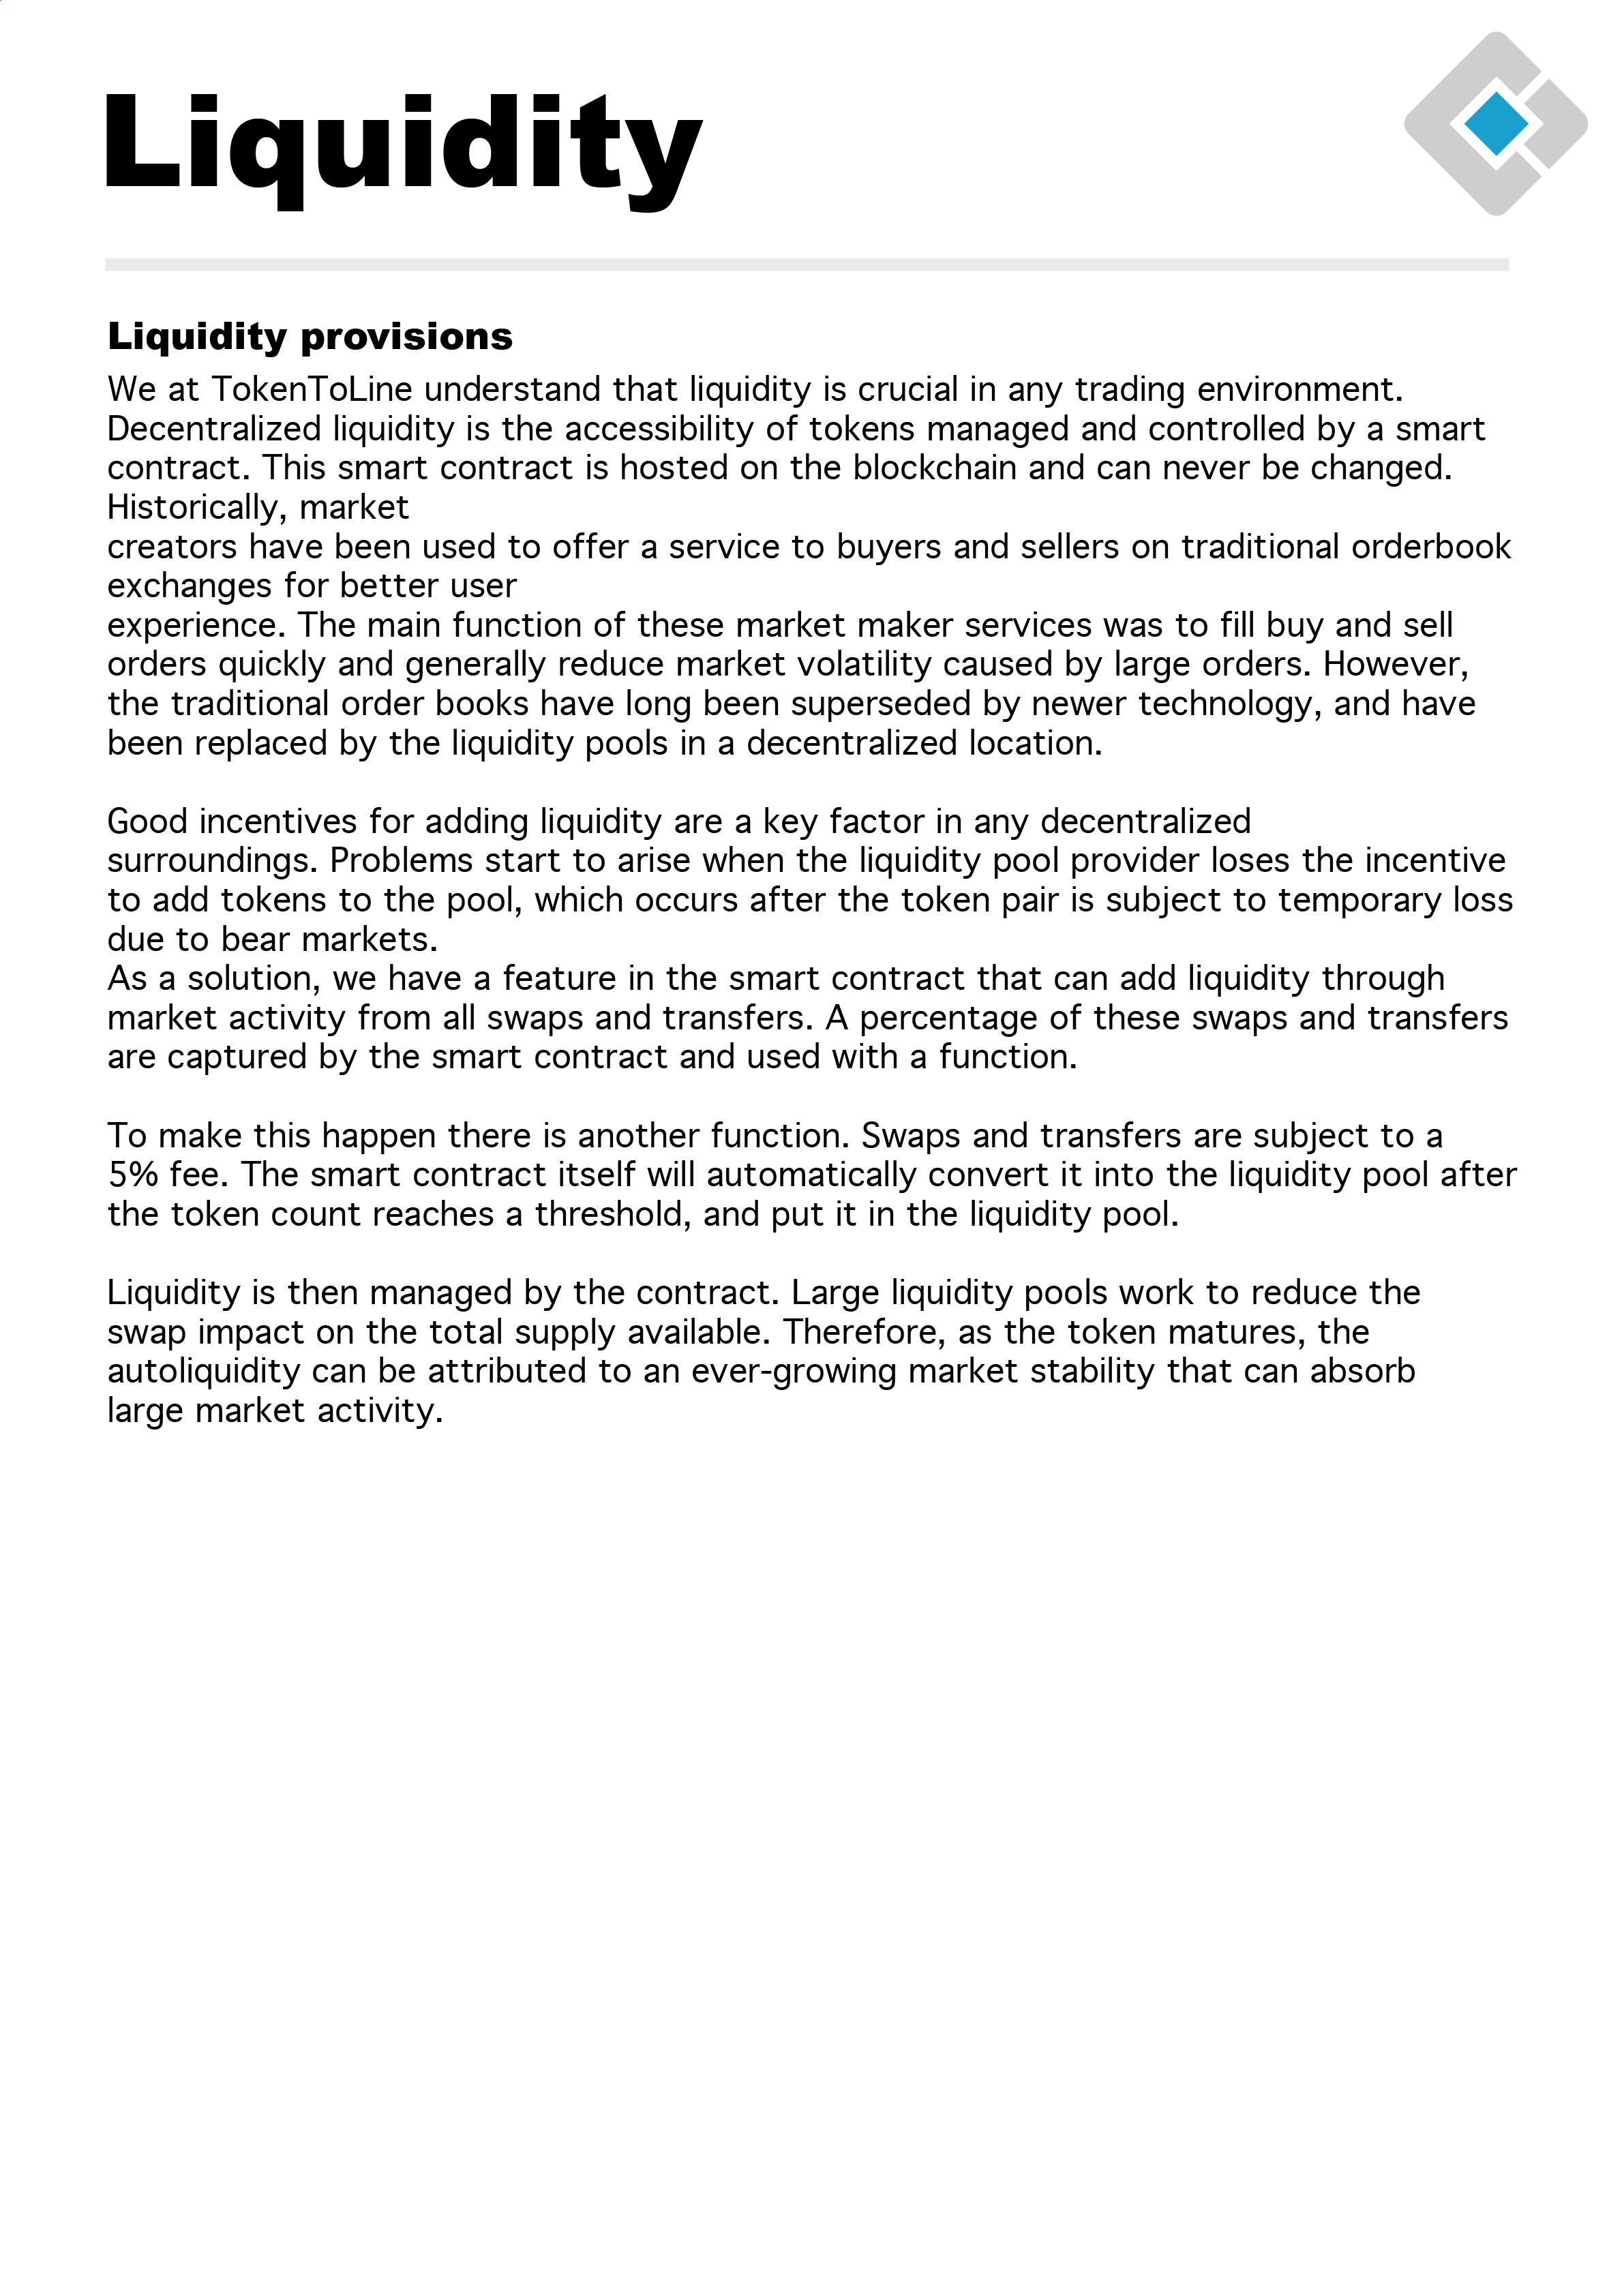 Liquidity
Liquidity provisions
We at TokenToLine understand that liquidity is crucial in any trading environment.
Decentralized liquidity is the accessibility of tokens managed and controlled by a smart
contract. This smart contract is hosted on the blockchain and can never be changed.
Historically, market
creators have been used to offer a service to buyers and sellers on traditional orderbook
exchanges for better user
experience. The main function of these market maker services was to fill buy and sell
orders quickly and generally reduce market volatility caused by large orders. However,
the traditional order books have long been superseded by newer technology, and have
been replaced by the liquidity pools in a decentralized location.
Good incentives for adding liquidity are a key factor in any decentralized
surroundings. Problems start to arise when the liquidity pool provider loses the incentive
to add tokens to the pool, which occurs after the token pair is subject to temporary loss
due to bear markets.
As a solution, we have a feature in the smart contract that can add liquidity through
market activity from all swaps and transfers. A percentage of these swaps and transfers
are captured by the smart contract and used with a function.
To make this happen there is another function. Swaps and transfers are subject to a
5% fee. The smart contract itself will automatically convert it into the liquidity pool after
the token count reaches a threshold, and put it in the liquidity pool.
Liquidity is then managed by the contract. Large liquidity pools work to reduce the
swap impact on the total supply available. Therefore, as the token matures, the
autoliquidity can be attributed to an ever-growing market stability that can absorb
large market activity.